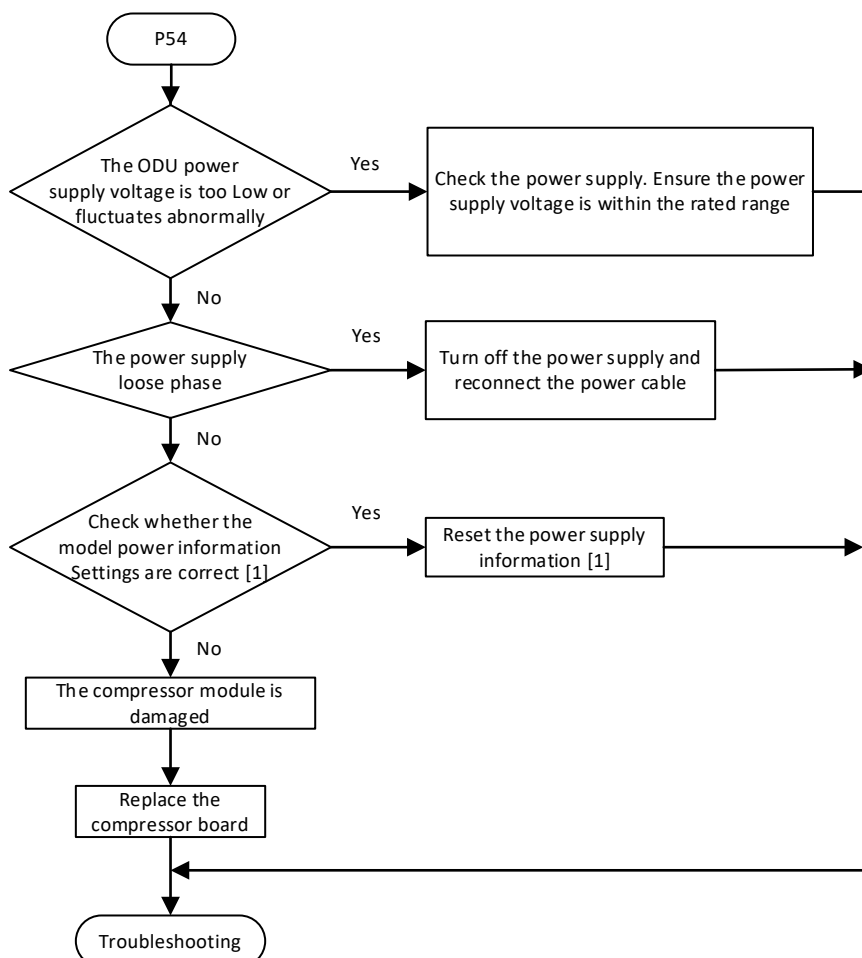 P54
The ODU power
supply voltage is too Low or
fluctuates abnormally
Yes
Check the power supply. Ensure the power
supply voltage is within the rated range
No
The power supply
loose phase
Yes
Turn off the power supply and
reconnect the power cable
No
Check whether the
model power information
Settings are correct [1]
Yes
Reset the power supply
information [1]
No
The compressor module is
damaged
Replace the
compressor board
Troubleshooting